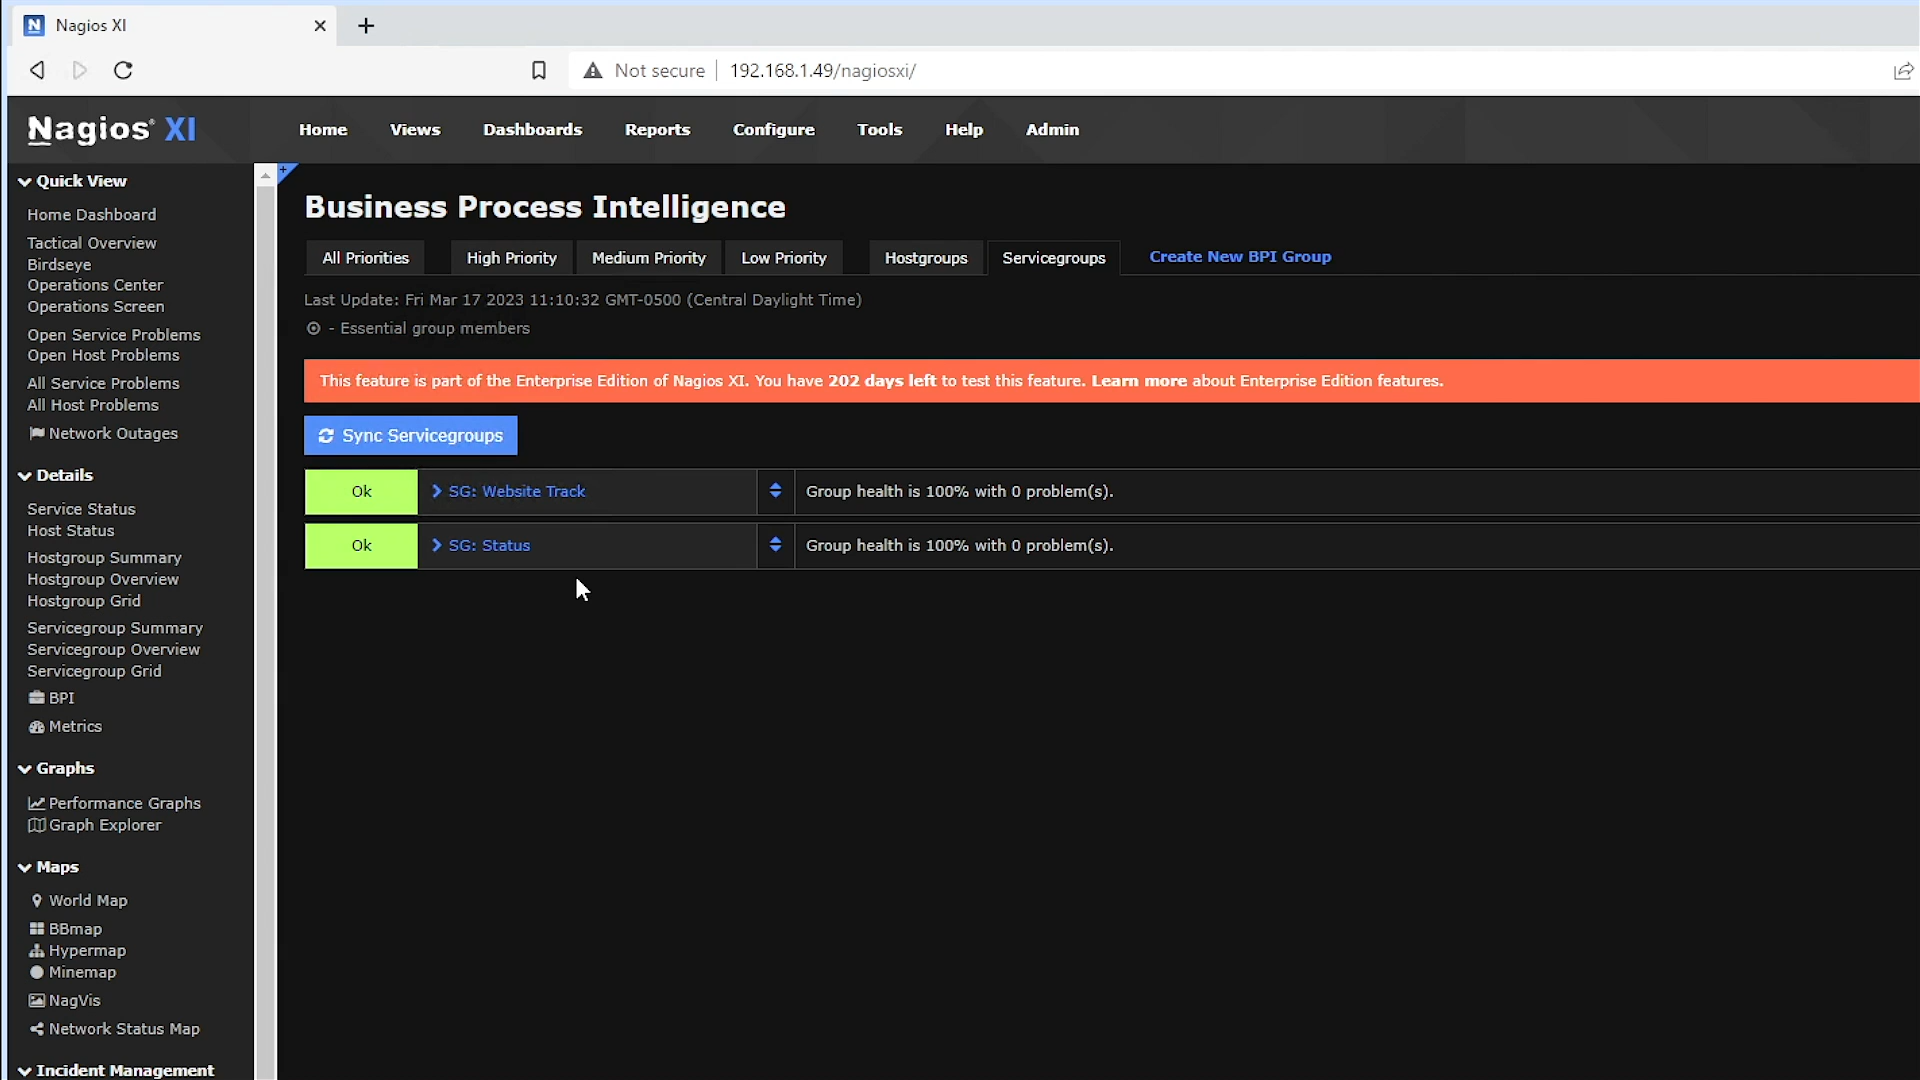 Nagios XI
Not secure 192.168.1.49/nagiosxi/
Nagios® XI
Home Views Dashboards Reports Configure Tools Help Admin
Quick View
Home Dashboard
Tactical Overview
Birdseye
Operations Center
Operations Screen
Open Service Problems
Open Host Problems
All Service Problems
All Host Problems
Network Outages
Details
Service Status
Host Status
Hostgroup Summary
Hostgroup Overview
Hostgroup Grid
Servicegroup Summary
Servicegroup Overview
Servicegroup Grid
BPI
Metrics
Graphs
Performance Graphs
Graph Explorer
Maps
World Map
BBmap
Hypermap
Minemap
NagVis
Network Status Map
Incident Management
Business Process Intelligence
All Priorities High Priority Medium Priority Low Priority Hostgroups Servicegroups Create New BPI Group
Last Update: Fri Mar 17 2023 11:10:32 GMT-0500 (Central Daylight Time)
- Essential group members
This feature is part of the Enterprise Edition of Nagios XI. You have 202 days left to test this feature. Learn more about Enterprise Edition features.
Sync Servicegroups
Ok SG: Website Track Group health is 100% with 0 problem(s).
Ok SG: Status Group health is 100% with 0 problem(s).